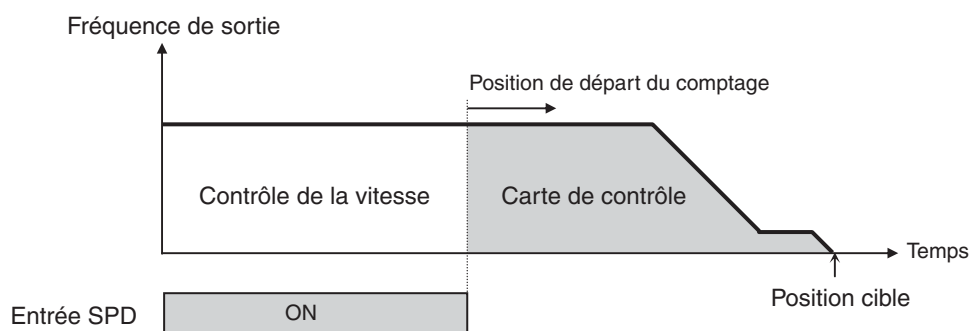 Fréquence de sortie
Position de départ du comptage
Contrôle de la vitesse
Carte de contrôle
Temps
Position cible
Entrée SPD
ON